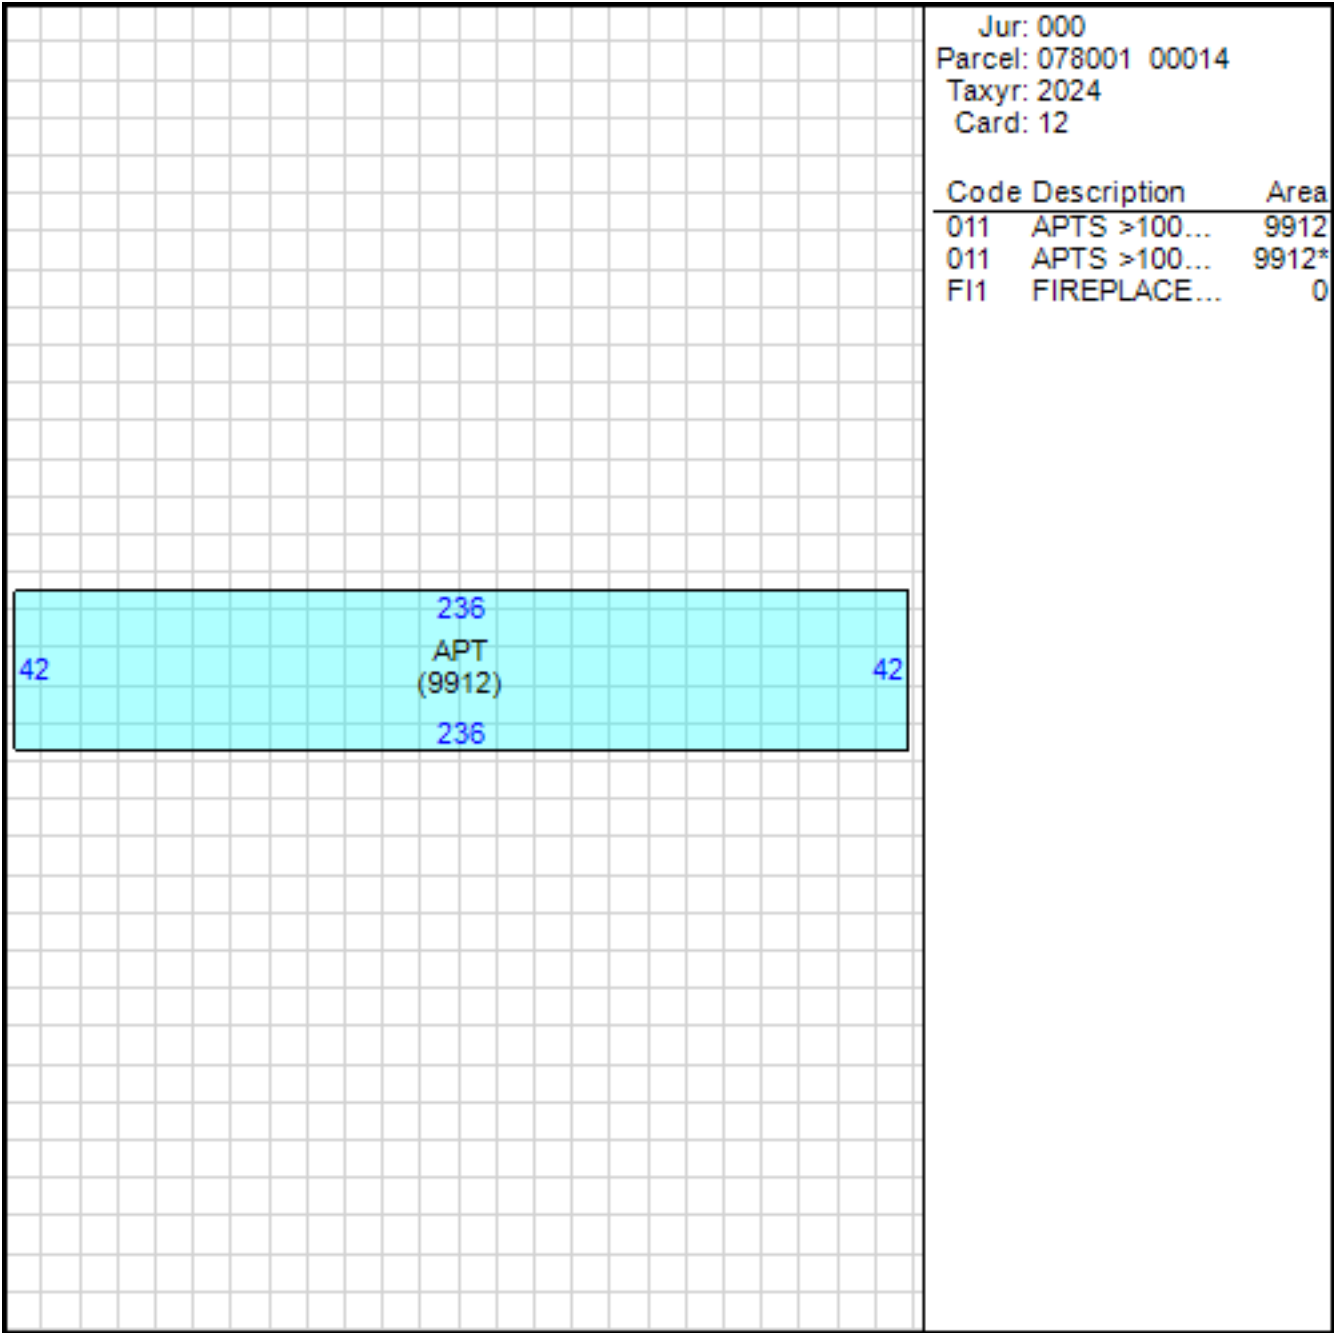 Jur: 000
Parcel: 078001 00014
Taxyr: 2024
Card: 12
Code Description Area
011 APTS >100... 9912
011 APTS >100... 9912*
FI1 FIREPLACE... 0
236
APT
42 42
(9912)
236